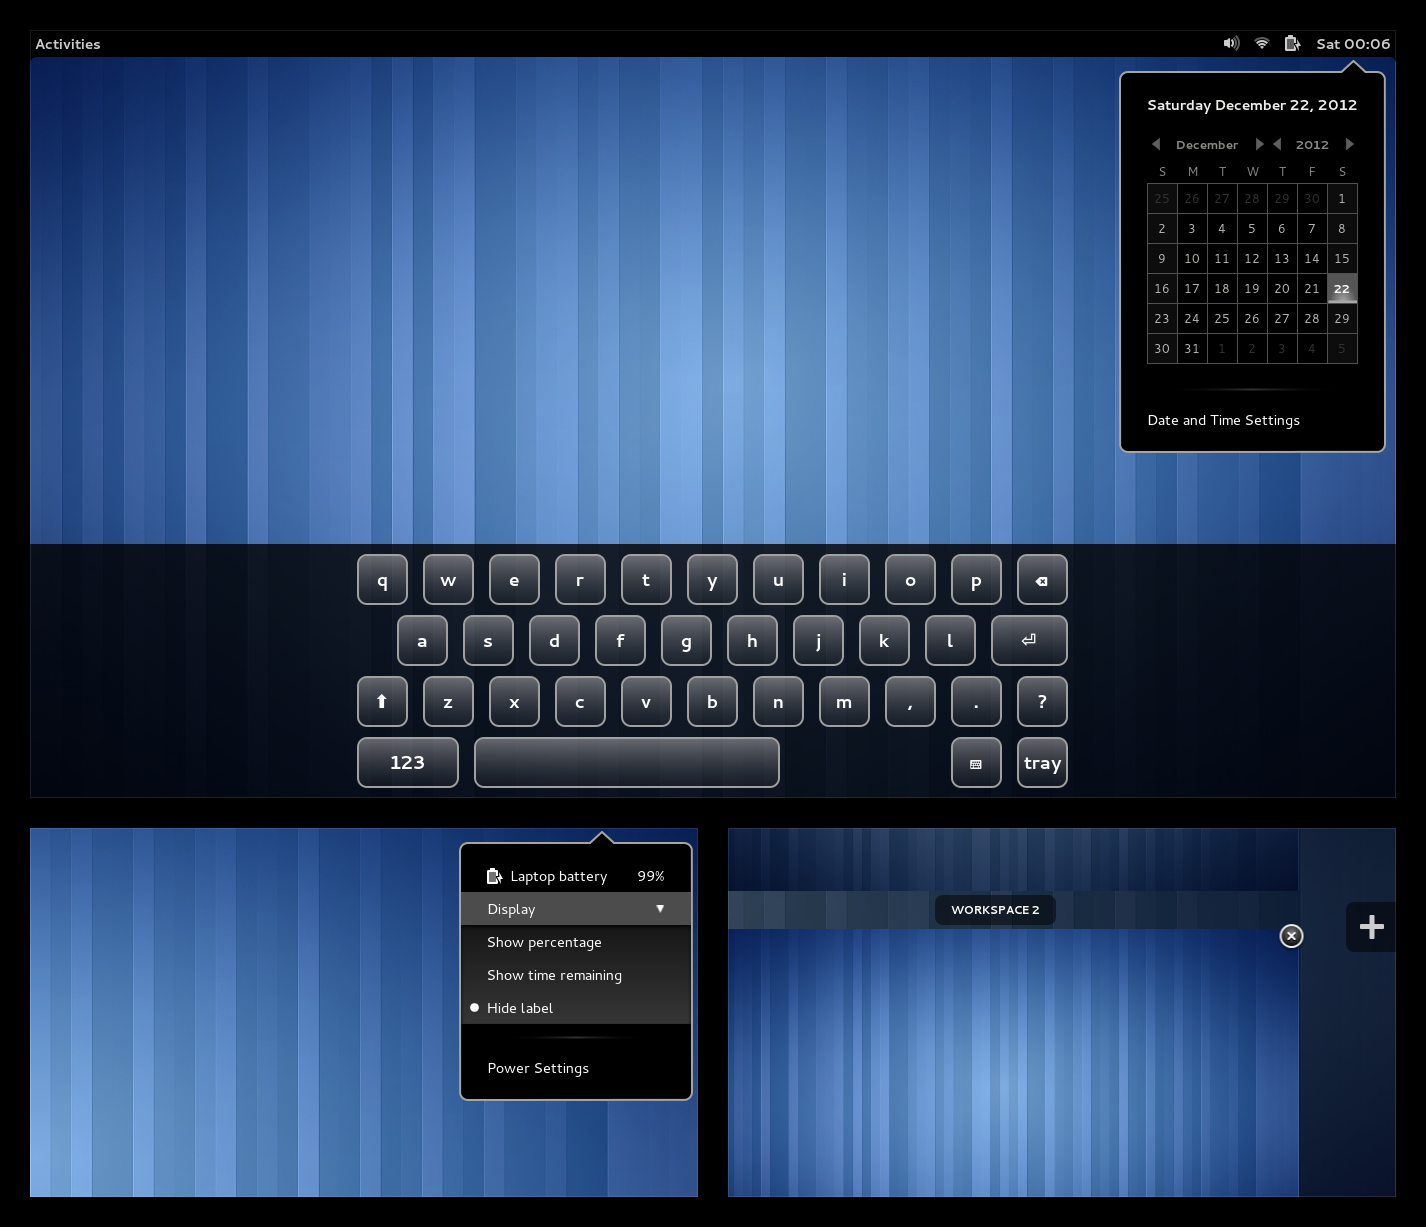 Activities Sat 00:06
Saturday December 22, 2012
December 2012
S M T W T F S
25 26 27 28 29 30 1
2 3 4 5 6 7 8
9 10 11 12 13 14 15
16 17 18 19 20 21 22
23 24 25 26 27 28 29
30 31 1 2 3 4 5
Date and Time Settings
q w e r t y u i o p
a s d f g h j k l
z x c v b n m , . ?
123 tray
Laptop battery 99%
Display
Show percentage
Show time remaining
Hide label
Power Settings
WORKSPACE 2